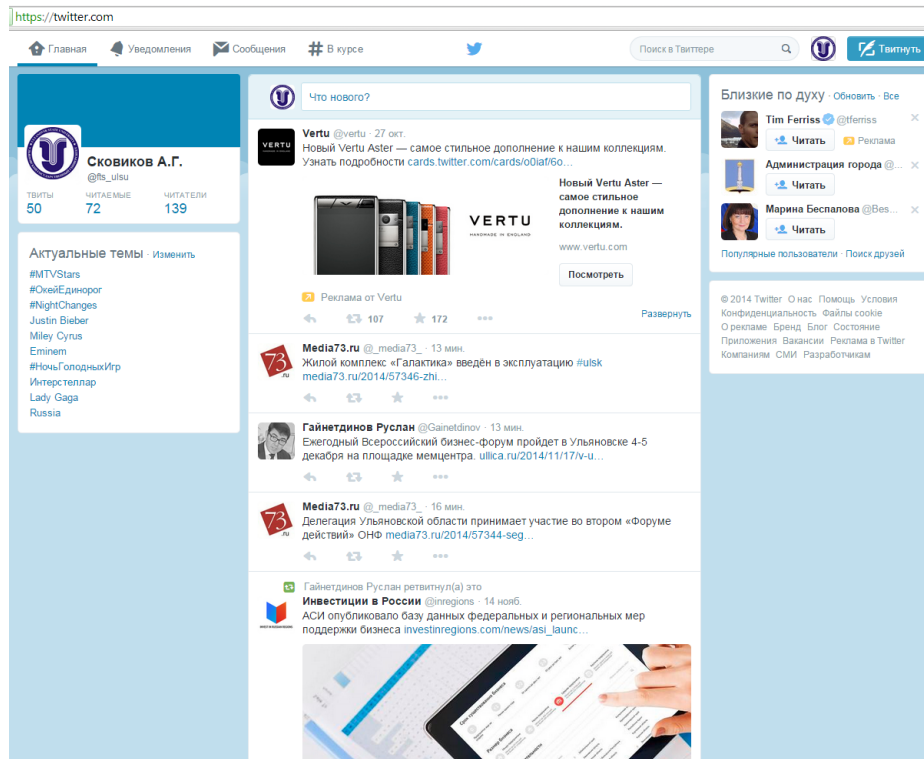 https://twitter.com
Главная Уведомления Сообщения В курсе Поиск в Твиттере Твитнуть
Сковиков А.Г.
@fts_ulsu
ТВИТЫ ЧИТАЕМЫЕ ЧИТАТЕЛИ
50 72 139
Актуальные темы · Изменить
#MTVStars
#ОкейЕдинорог
#NightChanges
Justin Bieber
Miley Cyrus
Eminem
#НочьГолодныхИгр
Интерстеллар
Lady Gaga
Russia
Что нового?
VERTU
Vertu @vertu · 27 окт.
Новый Vertu Aster — самое стильное дополнение к нашим коллекциям.
Узнать подробности cards.twitter.com/cards/o0iaf/6o...
VERTU
HANDMADE IN ENGLAND
Новый Vertu Aster —
самое стильное
дополнение к нашим
коллекциям.
www.vertu.com
Посмотреть
Реклама от Vertu
107 172 Развернуть
73
.ru
Media73.ru @_media73_ · 13 мин.
Жилой комплекс «Галактика» введён в эксплуатацию #ulsk
media73.ru/2014/57346-zhi...
Гайнетдинов Руслан @Gainetdinov · 13 мин.
Ежегодный Всероссийский бизнес-форум пройдет в Ульяновске 4-5
декабря на площадке мемцентра. ullica.ru/2014/11/17/v-u...
73
.ru
Media73.ru @_media73_ · 16 мин.
Делегация Ульяновской области принимает участие во втором «Форуме
действий» ОНФ media73.ru/2014/57344-seg...
Гайнетдинов Руслан ретвитнул(а) это
Инвестиции в России @inregions · 14 нояб.
АСИ опубликовало базу данных федеральных и региональных мер
поддержки бизнеса investinregions.com/news/asi_launc...
Срок существования бизнеса
Размер бизнеса
Близкие по духу · Обновить · Все
Tim Ferriss @tferriss
Читать Реклама
Администрация города @...
Читать
Марина Беспалова @Bes...
Читать
Популярные пользователи · Поиск друзей
© 2014 Twitter О нас Помощь Условия
Конфиденциальность Файлы cookie
О рекламе Бренд Блог Состояние
Приложения Вакансии Реклама в Twitter
Компаниям СМИ Разработчикам